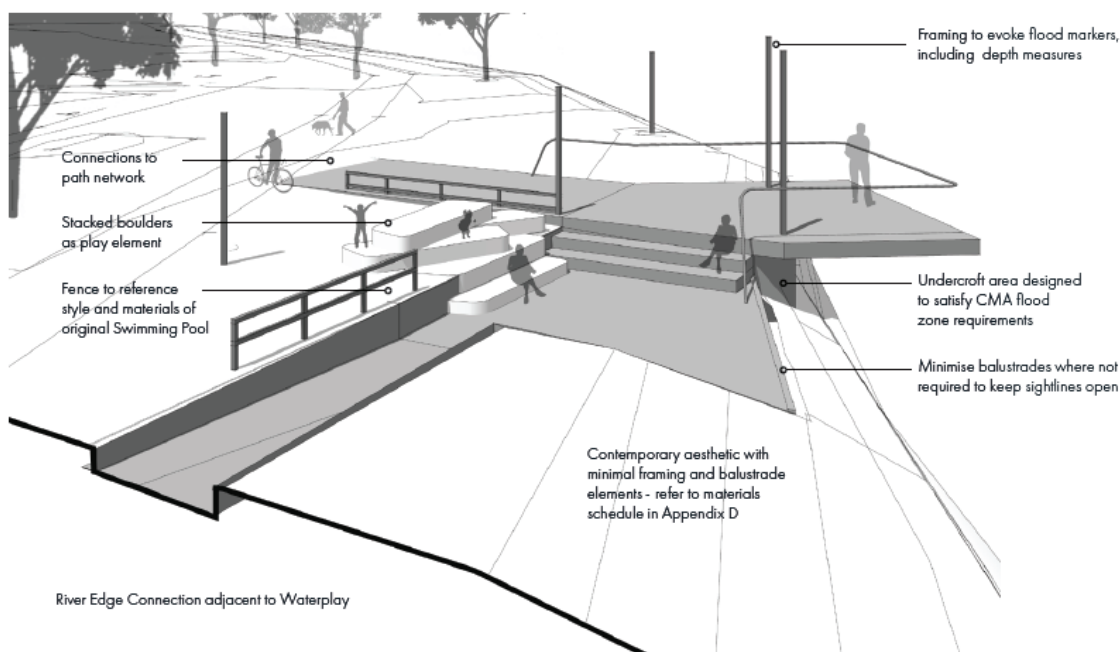 Framing to evoke flood markers,
including depth measures
Connections to
path network
Stacked boulders
as play element
Fence to reference
style and materials of
original Swimming Pool
Undercroft area designed
to satisfy CMA flood
zone requirements
Minimise balustrades where not
required to keep sightlines open
Contemporary aesthetic with
minimal framing and balustrade
elements - refer to materials
schedule in Appendix D
River Edge Connection adjacent to Waterplay